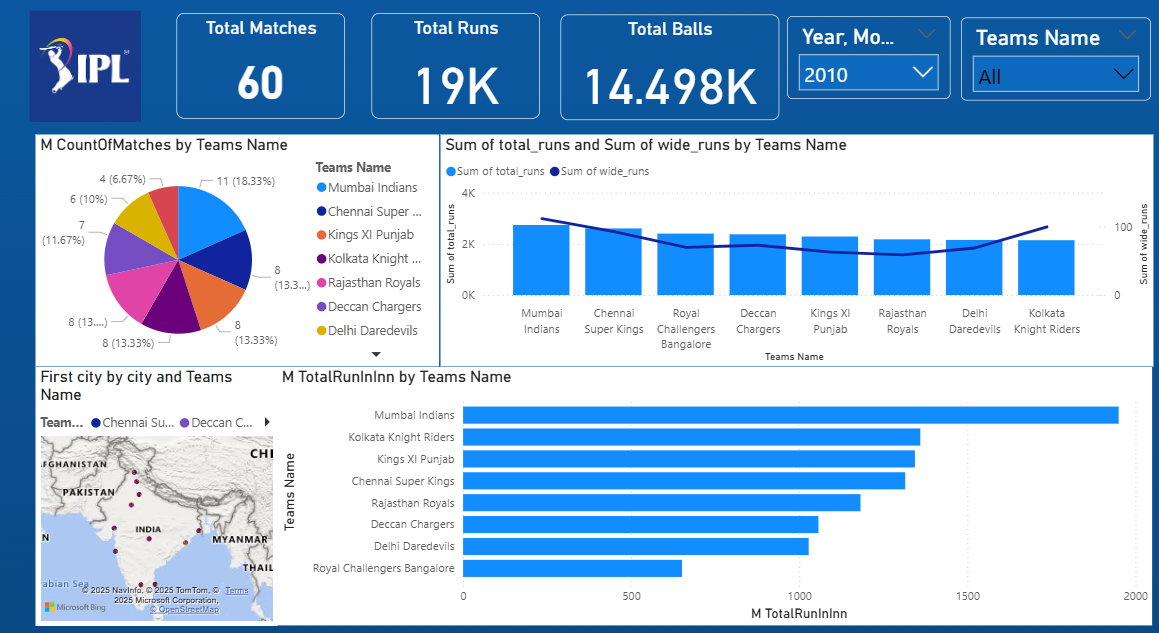 IPL
Total Matches
60
Total Runs
19K
Total Balls
14.498K
Year, Mo...
2010
Teams Name
All
M CountOfMatches by Teams Name
4 (6.67%)
11 (18.33%)
6 (10%)
7
(11.67%)
8
(13.3...)
8 (13....)
8
(13.33%)
8 (13.33%)
Teams Name
Mumbai Indians
Chennai Super ...
Kings XI Punjab
Kolkata Knight ...
Rajasthan Royals
Deccan Chargers
Delhi Daredevils
Sum of total_runs and Sum of wide_runs by Teams Name
Sum of total_runs
Sum of wide_runs
Sum of total_runs
4K
2K
0K
100
0
Sum of wide_runs
Mumbai
Indians
Chennai
Super Kings
Royal
Challengers
Bangalore
Deccan
Chargers
Kings XI
Punjab
Rajasthan
Royals
Delhi
Daredevils
Kolkata
Knight Riders
Teams Name
First city by city and Teams
Name
Team...
Chennai Su...
Deccan C...
CHI
AFGHANISTAN
PAKISTAN
INDIA
N
MYANMAR
THAIL
abian Sea
© 2025 NavInfo, © 2025 TomTom, ©
Terms
2025 Microsoft Corporation,
© OpenStreetMap
Microsoft Bing
M TotalRunInInn by Teams Name
Teams Name
Mumbai Indians
Kolkata Knight Riders
Kings XI Punjab
Chennai Super Kings
Rajasthan Royals
Deccan Chargers
Delhi Daredevils
Royal Challengers Bangalore
0
500
1000
1500
2000
M TotalRunInInn